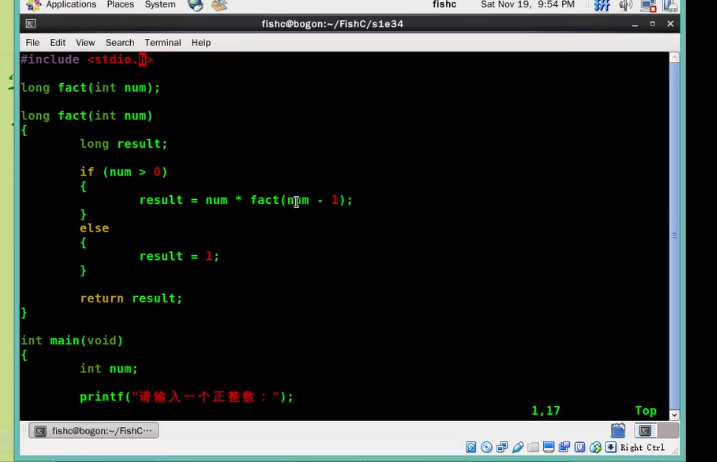 Applications Places System fishc Sat Nov 19, 9:54 PM
fishc@bogon:~/FishC/s1e34
File Edit View Search Terminal Help
#include <stdio.h>
long fact(int num);
long fact(int num)
{
long result;
if (num > 0)
{
result = num * fact(num - 1);
}
else
{
result = 1;
}
return result;
}
int main(void)
{
int num;
printf("请输入一个正整数：");
1,17 Top
fishc@bogon:~/FishC…
Right Ctrl